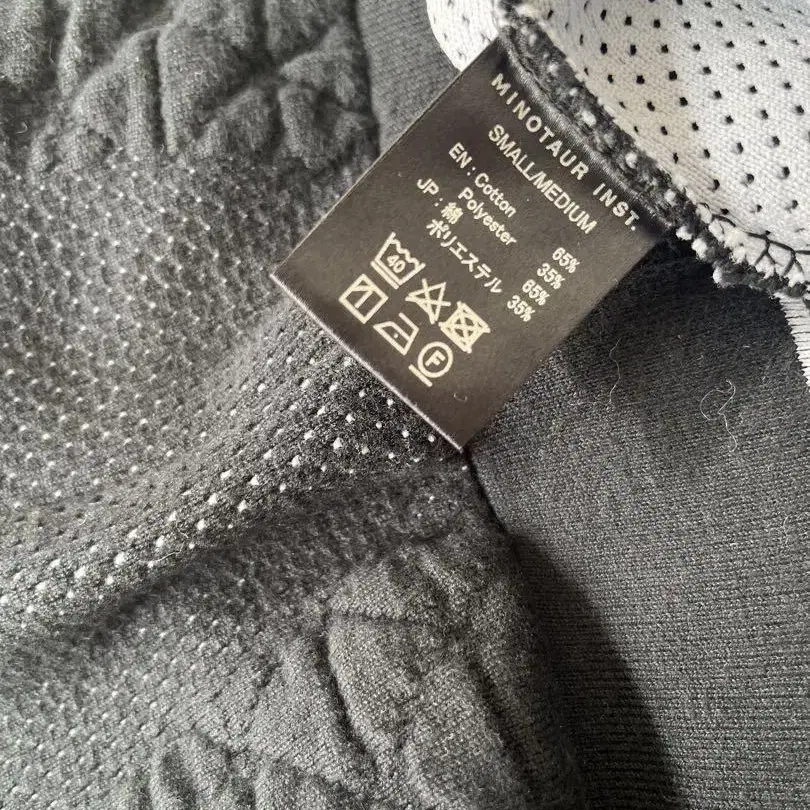 MINOTAUR INST.
SMALL/MEDIUM
EN : Cotton 65%
Polyester 35%
JP : 綿 65%
ポリエステル 35%
40
F